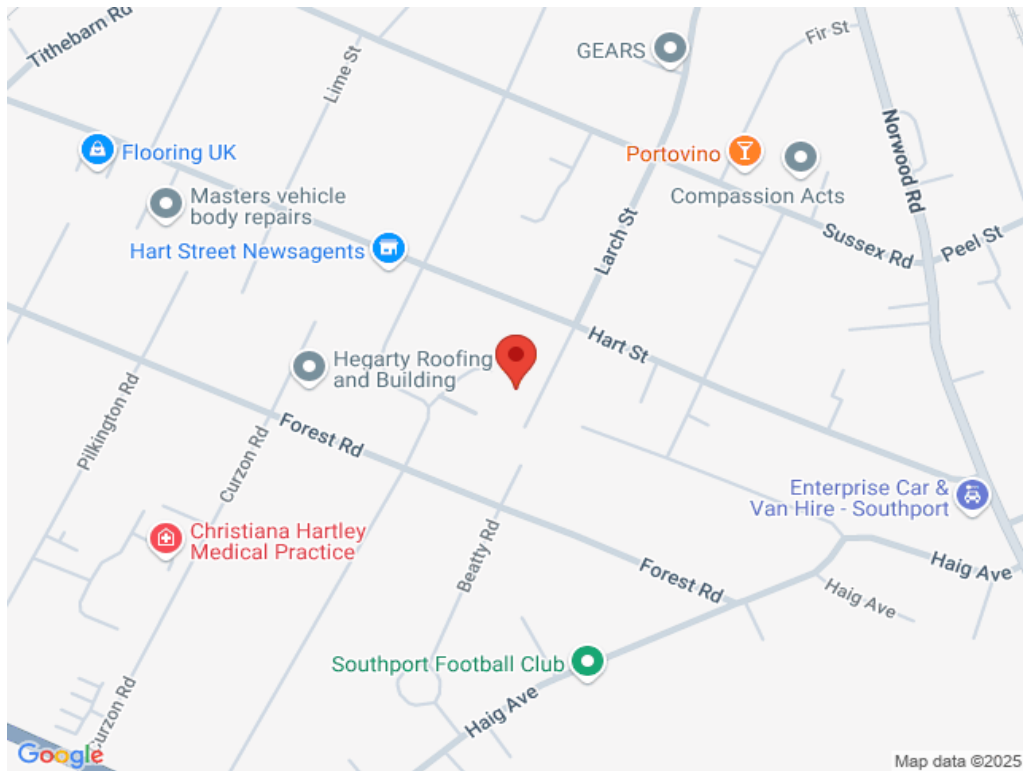 Tithebarn Rd
Lime St
GEARS
Fir St
Norwood Rd
Flooring UK
Portovino
Compassion Acts
Masters vehicle
body repairs
Larch St
Sussex Rd
Peel St
Hart Street Newsagents
Hart St
Hegarty Roofing
and Building
Pilkington Rd
Curzon Rd
Forest Rd
Enterprise Car &
Van Hire - Southport
Christiana Hartley
Medical Practice
Beatty Rd
Forest Rd
Haig Ave
Haig Ave
Southport Football Club
Haig Ave
Curzon Rd
Google
Map data ©2025